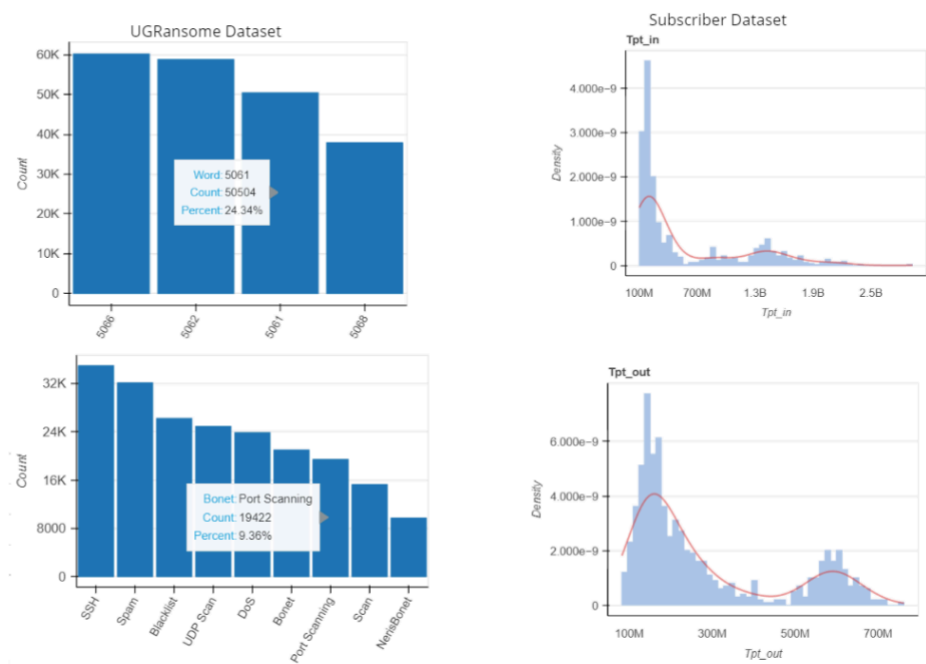 UGRansome Dataset
60K
50K
40K
30K
20K
10K
0
Count
Word: 5061
Count: 50504
Percent: 24.34%
5066
5062
5061
5068
32K
24K
16K
8000
0
Count
Bonet: Port Scanning
Count: 19422
Percent: 9.36%
SSH
Spam
Blacklist
UDP Scan
DoS
Bonet
Port Scanning
Scan
NerisBonet
Subscriber Dataset
Tpt_in
4.000e−9
3.000e−9
2.000e−9
1.000e−9
0
Density
100M 700M 1.3B 1.9B 2.5B
Tpt_in
Tpt_out
6.000e−9
4.000e−9
2.000e−9
0
Density
100M 300M 500M 700M
Tpt_out